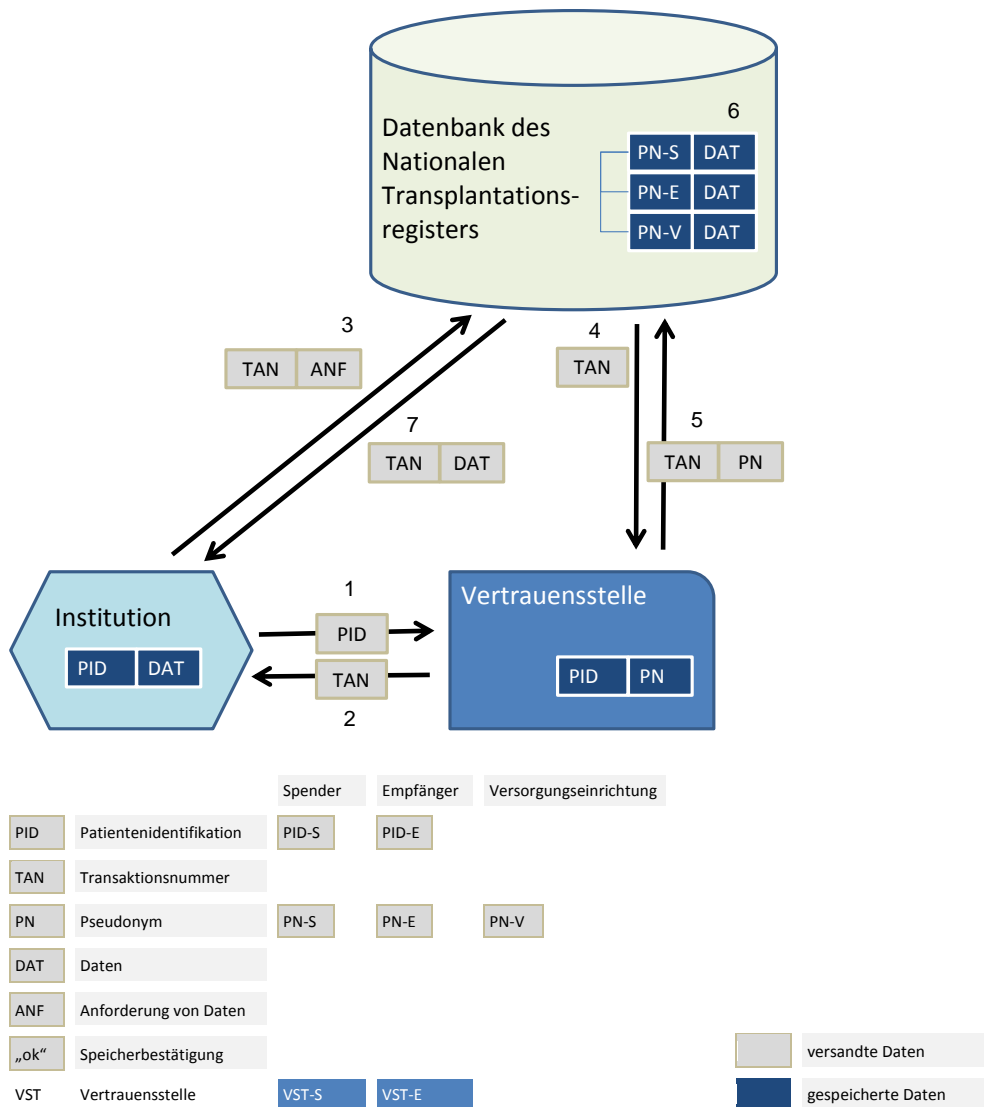 6
Datenbank des
Nationalen
Transplantations-
registers
PN-S DAT
PN-E DAT
PN-V DAT
3
TAN ANF
4
TAN
7
TAN DAT
5
TAN PN
Institution
PID DAT
1
PID
TAN
2
Vertrauensstelle
PID PN
Spender Empfänger Versorgungseinrichtung
PID Patientenidentifikation PID-S PID-E
TAN Transaktionsnummer
PN Pseudonym PN-S PN-E PN-V
DAT Daten
ANF Anforderung von Daten
„ok“ Speicherbestätigung
VST Vertrauensstelle VST-S VST-E
versandte Daten
gespeicherte Daten